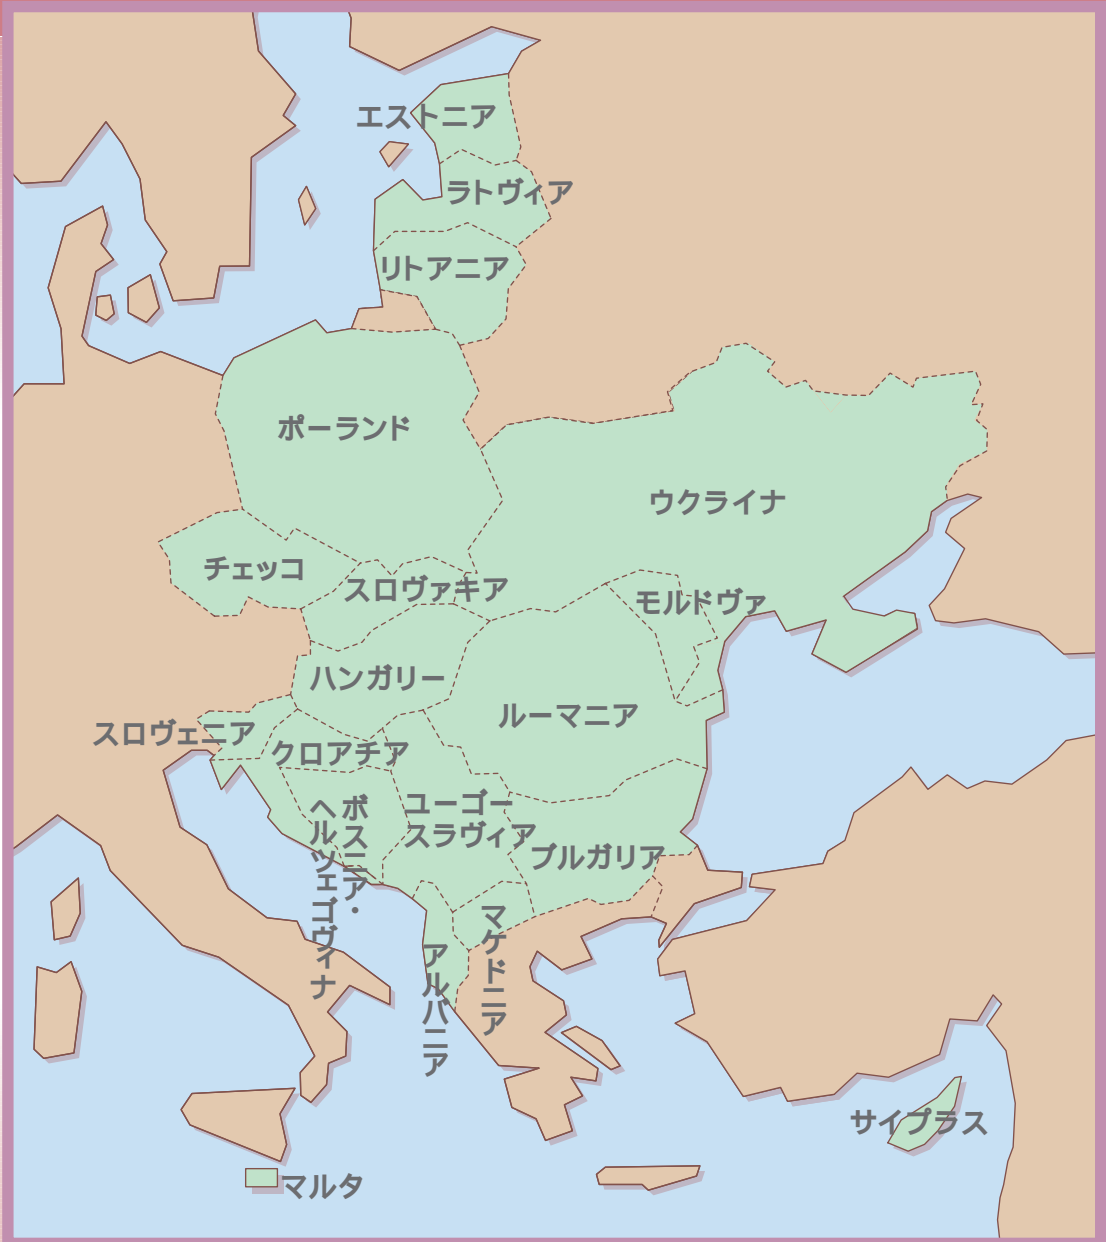 エストニア
ラトヴィア
リトアニア
ポーランド
ウクライナ
チェッコ
スロヴァキア
モルドヴァ
ハンガリー
ルーマニア
スロヴェニア
クロアチア
ボスニア・
ヘルツェゴヴィナ
ユーゴー
スラヴィア
ブルガリア
マケドニア
アルバニア
サイプラス
マルタ